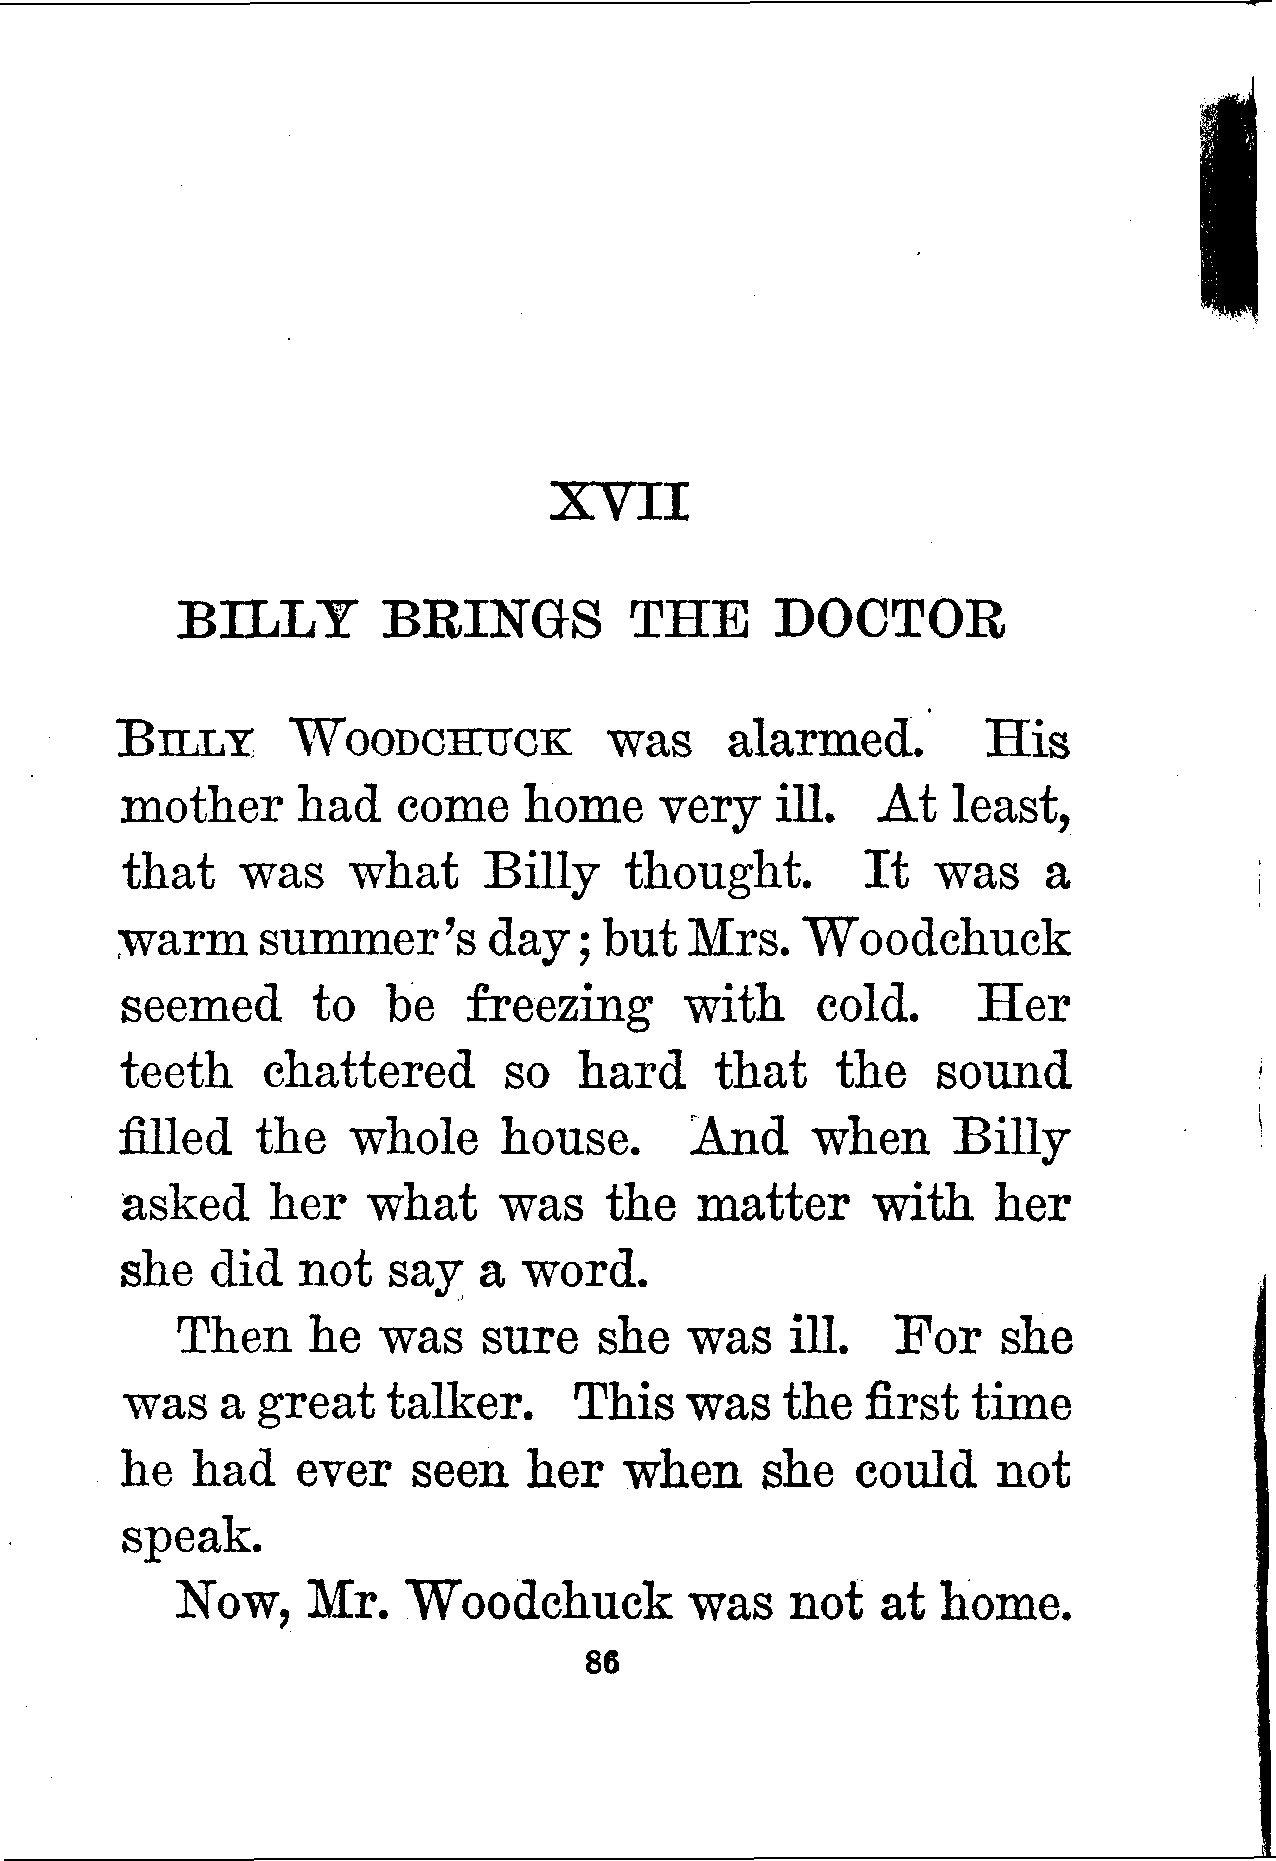 XVII
BILLY BRINGS THE DOCTOR
BILLY WOODCHUCK was alarmed. His
mother had come home very ill. At least,
that was what Billy thought. It was a
warm summer's day; but Mrs. Woodchuck
seemed to be freezing with cold. Her
teeth chattered so hard that the sound
filled the whole house. And when Billy
asked her what was the matter with her
she did not say a word.
Then he was sure she was ill. For she
was a great talker. This was the first time
he had ever seen her when she could not
speak.
Now, Mr. Woodchuck was not at home.
86